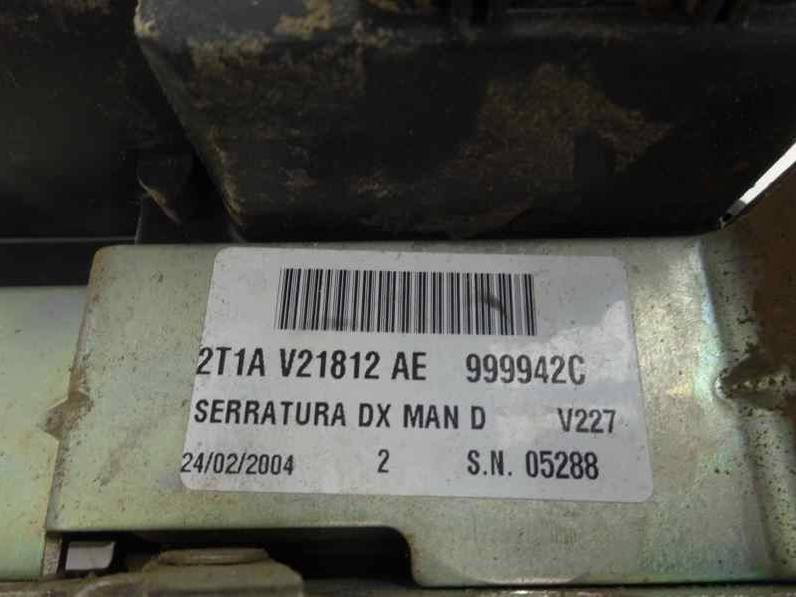 2T1A V21812 AE 999942C
SERRATURA DX MAN D V227
24/02/2004 2 S.N. 05288